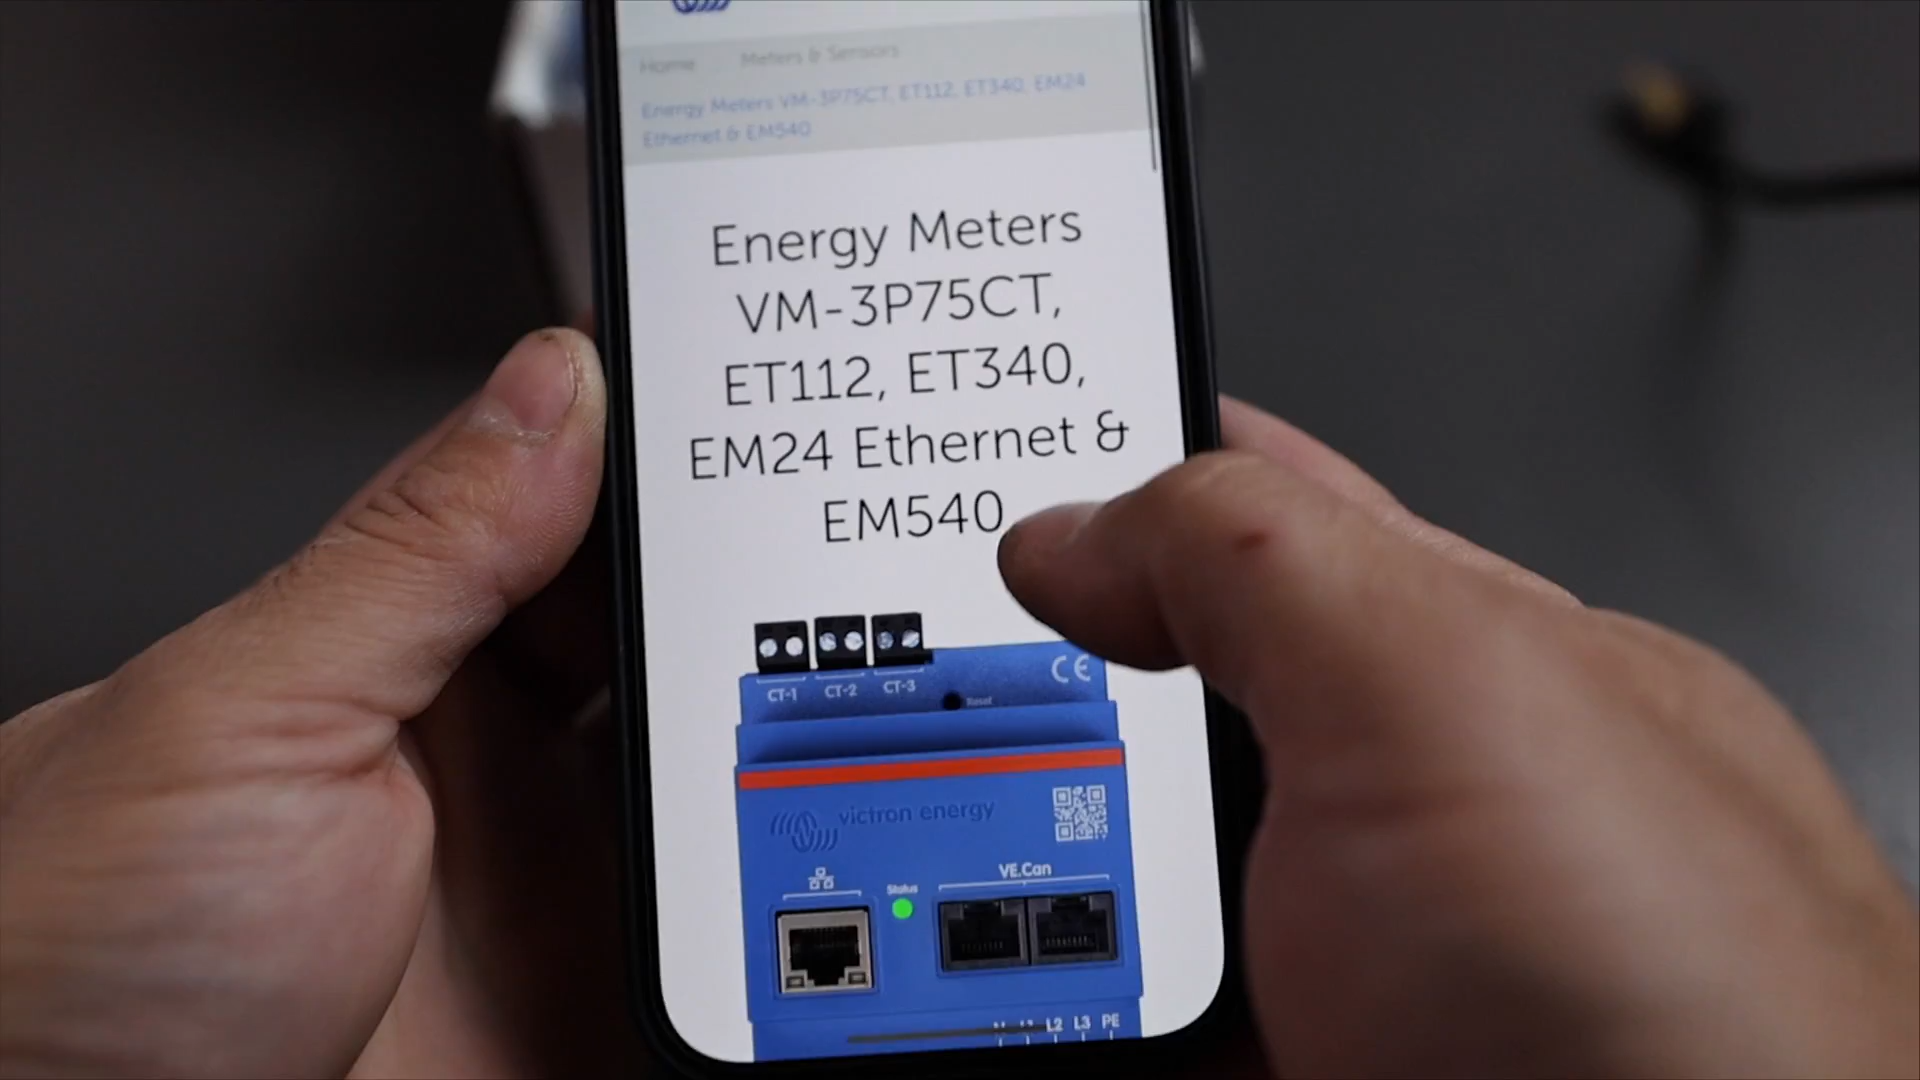 Home Meters & Sensors
Energy Meters VM-3P75CT, ET112, ET340, EM24
Ethernet & EM540
Energy Meters
VM-3P75CT,
ET112, ET340,
EM24 Ethernet &
EM540
CT-1 CT-2 CT-3
CE
Reset
victron energy
VE.Can
Status
L2 L3 PE